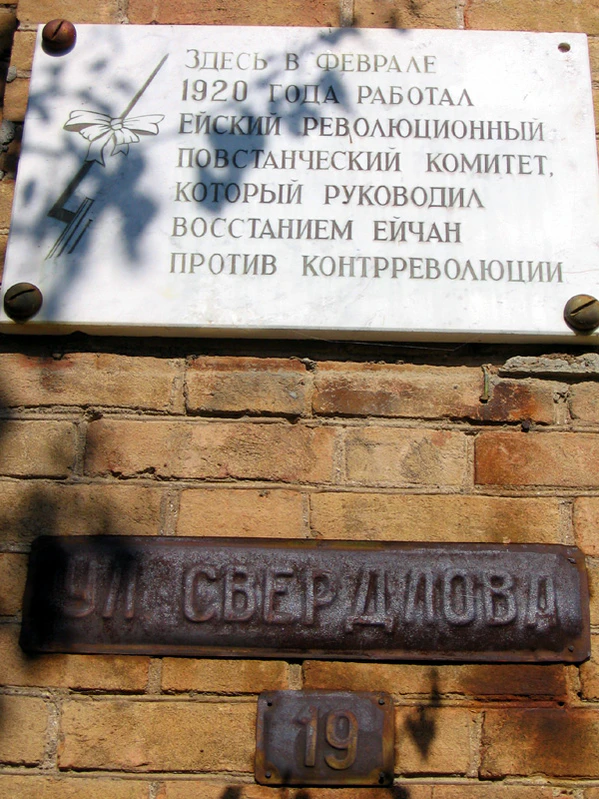 ЗДЕСЬ В ФЕВРАЛЕ
1920 ГОДА РАБОТАЛ
ЕЙСКИЙ РЕВОЛЮЦИОННЫЙ
ПОВСТАНЧЕСКИЙ КОМИТЕТ,
КОТОРЫЙ РУКОВОДИЛ
ВОССТАНИЕМ ЕЙЧАН
ПРОТИВ КОНТРРЕВОЛЮЦИИ
УЛ СВЕРДЛОВА
19